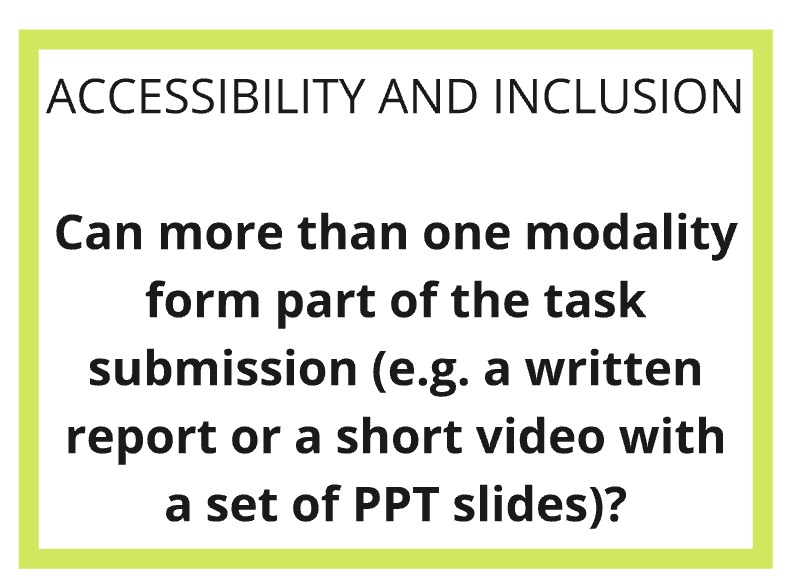 ACCESSIBILITY AND INCLUSION
Can more than one modality
form part of the task
submission (e.g. a written
report or a short video with
a set of PPT slides)?